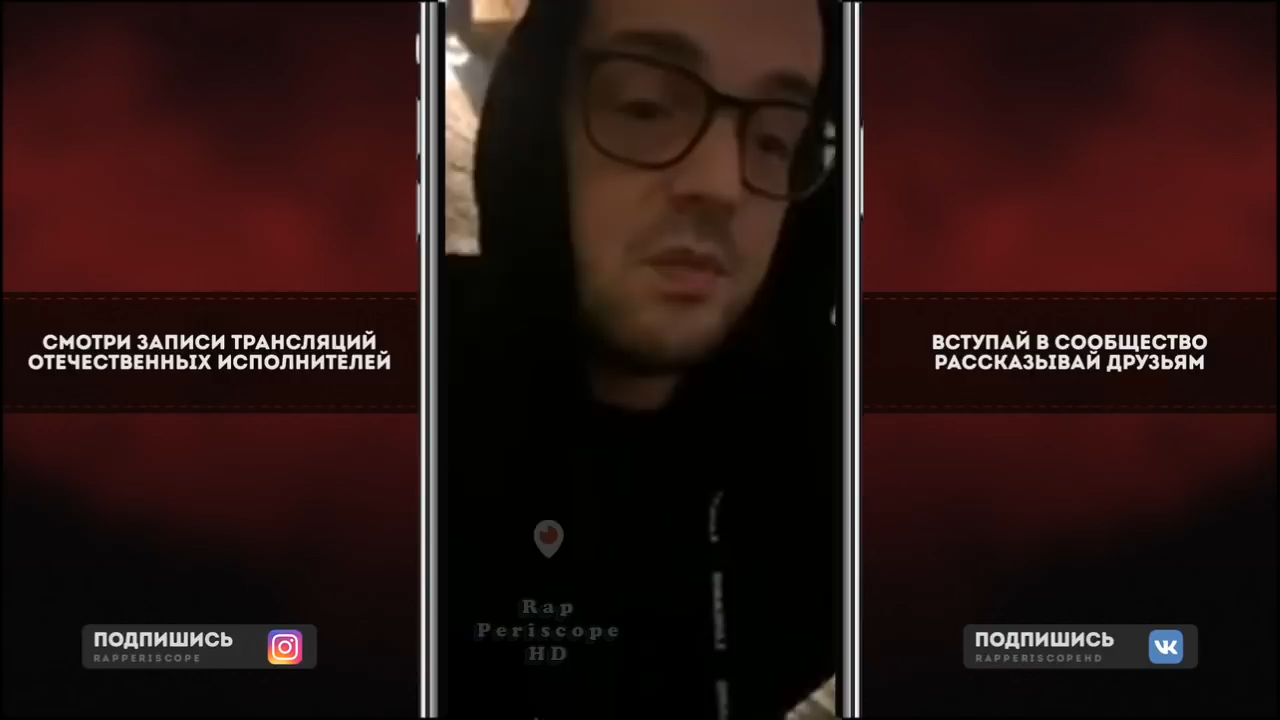 СМОТРИ ЗАПИСИ ТРАНСЛЯЦИЙ
ОТЕЧЕСТВЕННЫХ ИСПОЛНИТЕЛЕЙ
ПОДПИШИСЬ
RAPPERISCOPE
Rap
Periscope
HD
ВСТУПАЙ В СООБЩЕСТВО
РАССКАЗЫВАЙ ДРУЗЬЯМ
ПОДПИШИСЬ
RAPPERISCOPEHD